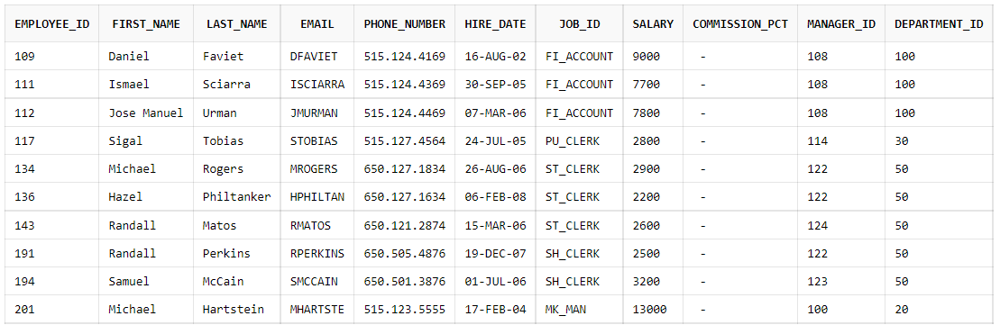 EMPLOYEE_ID FIRST_NAME LAST_NAME EMAIL PHONE_NUMBER HIRE_DATE JOB_ID SALARY COMMISSION_PCT MANAGER_ID DEPARTMENT_ID
109 Daniel Faviet DFAVIET 515.124.4169 16-AUG-02 FI_ACCOUNT 9000 - 108 100
111 Ismael Sciarra ISCIARRA 515.124.4369 30-SEP-05 FI_ACCOUNT 7700 - 108 100
112 Jose Manuel Urman JMURMAN 515.124.4469 07-MAR-06 FI_ACCOUNT 7800 - 108 100
117 Sigal Tobias STOBIAS 515.127.4564 24-JUL-05 PU_CLERK 2800 - 114 30
134 Michael Rogers MROGERS 650.127.1834 26-AUG-06 ST_CLERK 2900 - 122 50
136 Hazel Philtanker HPHILTAN 650.127.1634 06-FEB-08 ST_CLERK 2200 - 122 50
143 Randall Matos RMATOS 650.121.2874 15-MAR-06 ST_CLERK 2600 - 124 50
191 Randall Perkins RPERKINS 650.505.4876 19-DEC-07 SH_CLERK 2500 - 122 50
194 Samuel McCain SMCCAIN 650.501.3876 01-JUL-06 SH_CLERK 3200 - 123 50
201 Michael Hartstein MHARTSTE 515.123.5555 17-FEB-04 MK_MAN 13000 - 100 20